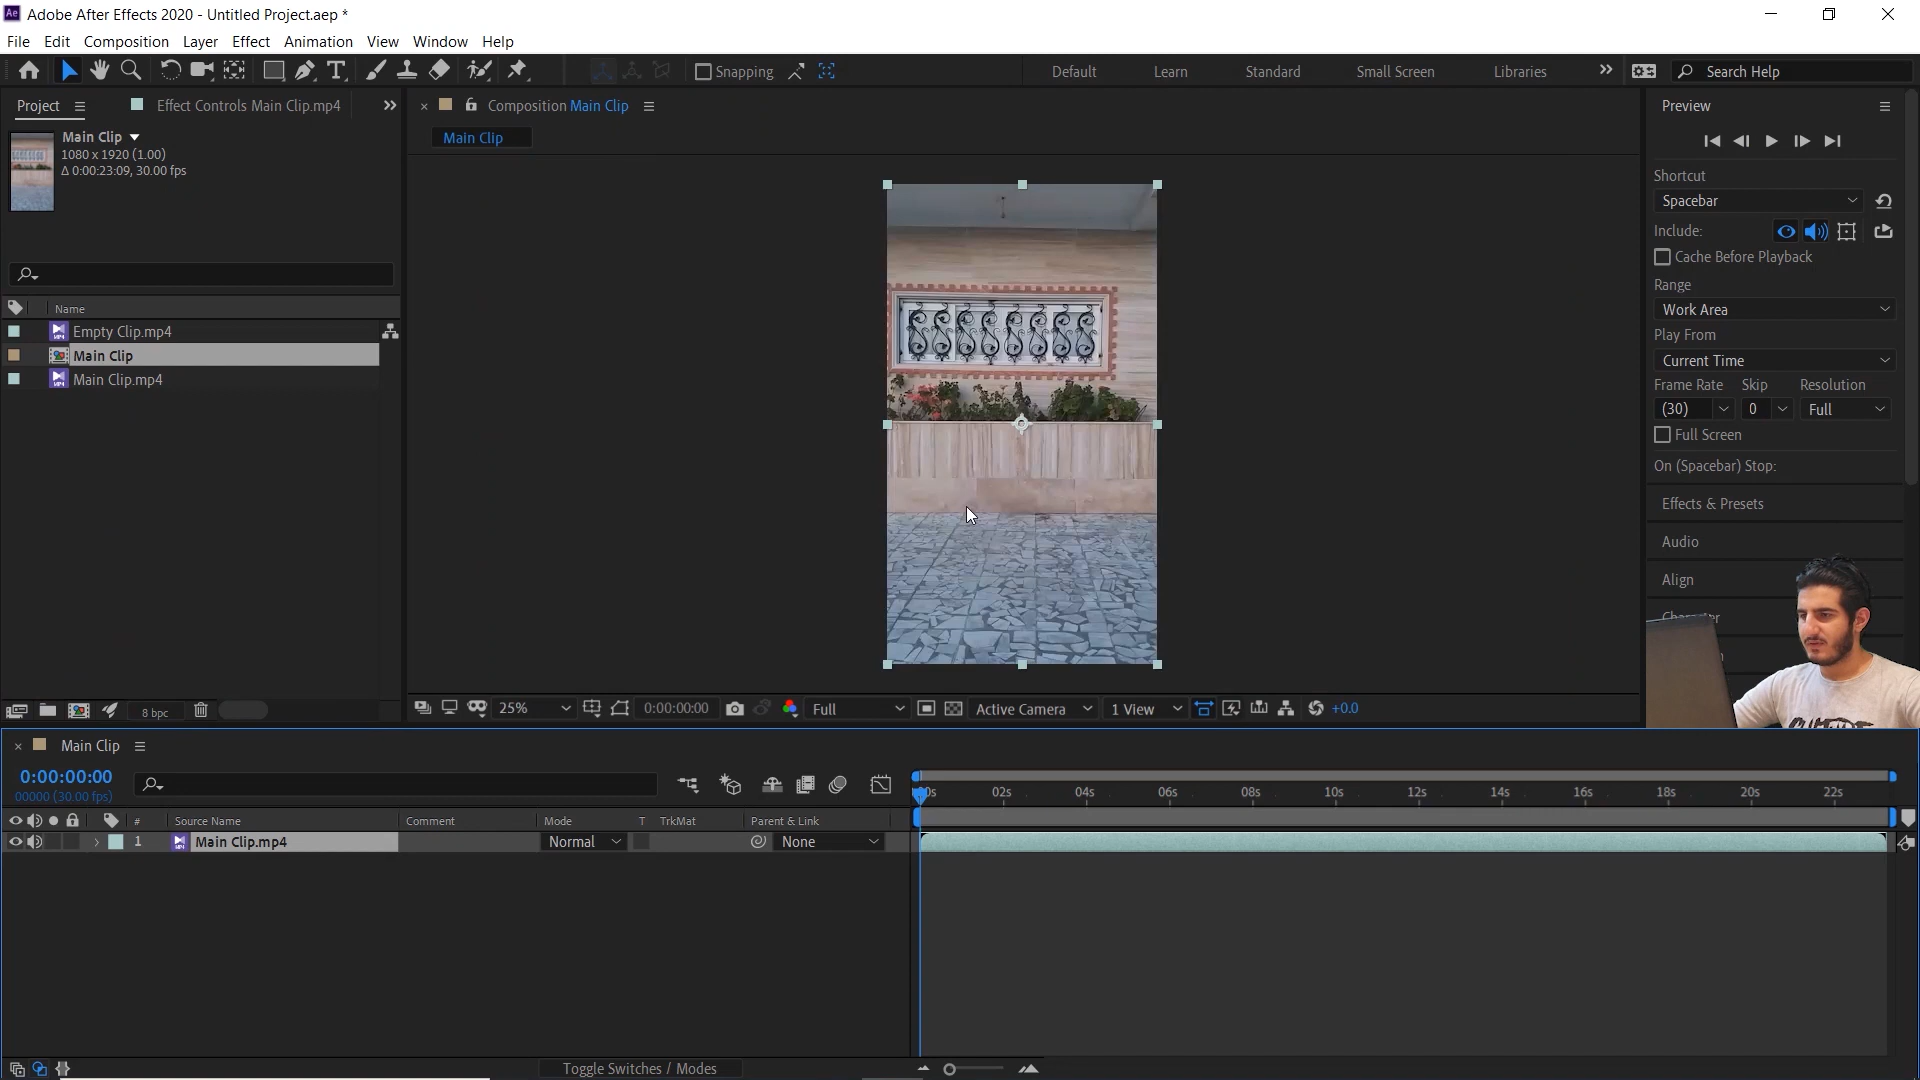 Adobe After Effects 2020 - Untitled Project.aep *
File Edit Composition Layer Effect Animation View Window Help
Snapping Default Learn Standard Small Screen Libraries Search Help
Project Effect Controls Main Clip.mp4
Composition Main Clip
Preview
Main Clip
1080 x 1920 (1.00)
Δ 0:00:23:09, 30.00 fps
Main Clip
Shortcut
Spacebar
Include:
Cache Before Playback
Range
Work Area
Play From
Current Time
Frame Rate Skip Resolution
(30) 0 Full
Full Screen
On (Spacebar) Stop:
Effects & Presets
Audio
Align
Name
Empty Clip.mp4
Main Clip
Main Clip.mp4
8 bpc
25% 0:00:00:00 Full Active Camera 1 View +0.0
Main Clip
0:00:00:00
00000 (30.00 fps)
02s 04s 06s 08s 10s 12s 14s 16s 18s 20s 22s
# Source Name Comment Mode T TrkMat Parent & Link
1 Main Clip.mp4 Normal None
Toggle Switches / Modes